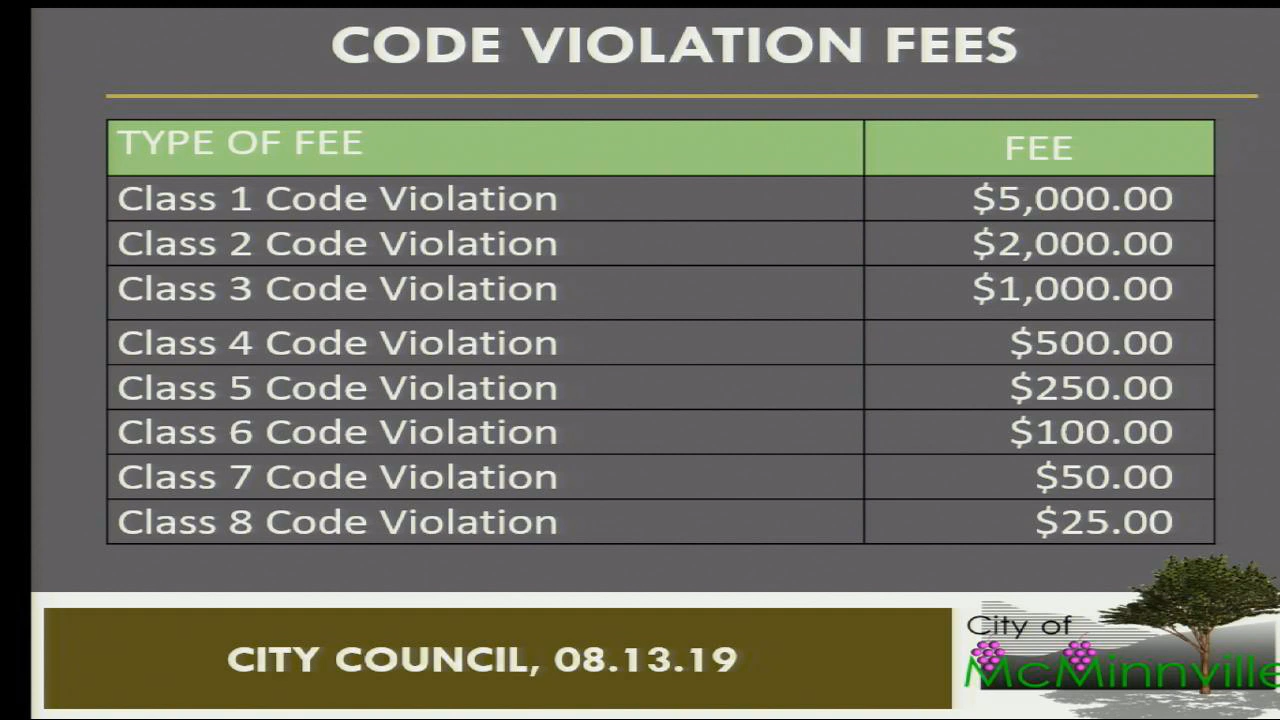 CODE VIOLATION FEES
TYPE OF FEE FEE
Class 1 Code Violation $5,000.00
Class 2 Code Violation $2,000.00
Class 3 Code Violation $1,000.00
Class 4 Code Violation $500.00
Class 5 Code Violation $250.00
Class 6 Code Violation $100.00
Class 7 Code Violation $50.00
Class 8 Code Violation $25.00
CITY COUNCIL, 08.13.19
City of
McMinnville